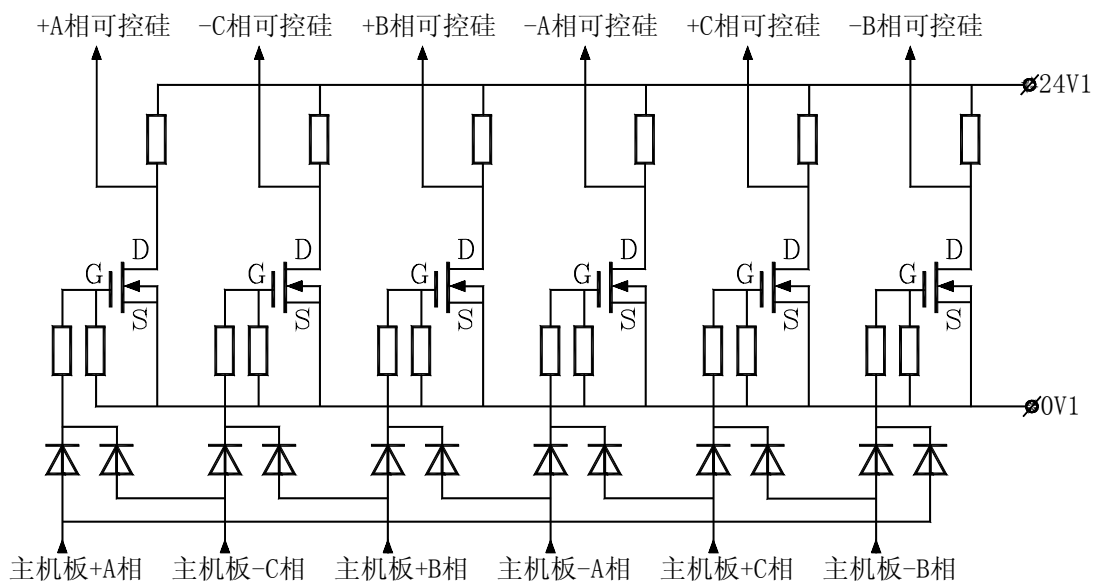 +A相可控硅 -C相可控硅 +B相可控硅 -A相可控硅 +C相可控硅 -B相可控硅
24V1
D D D D D D
G G G G G G
S S S S S S
0V1
主机板+A相 主机板-C相 主机板+B相 主机板-A相 主机板+C相 主机板-B相